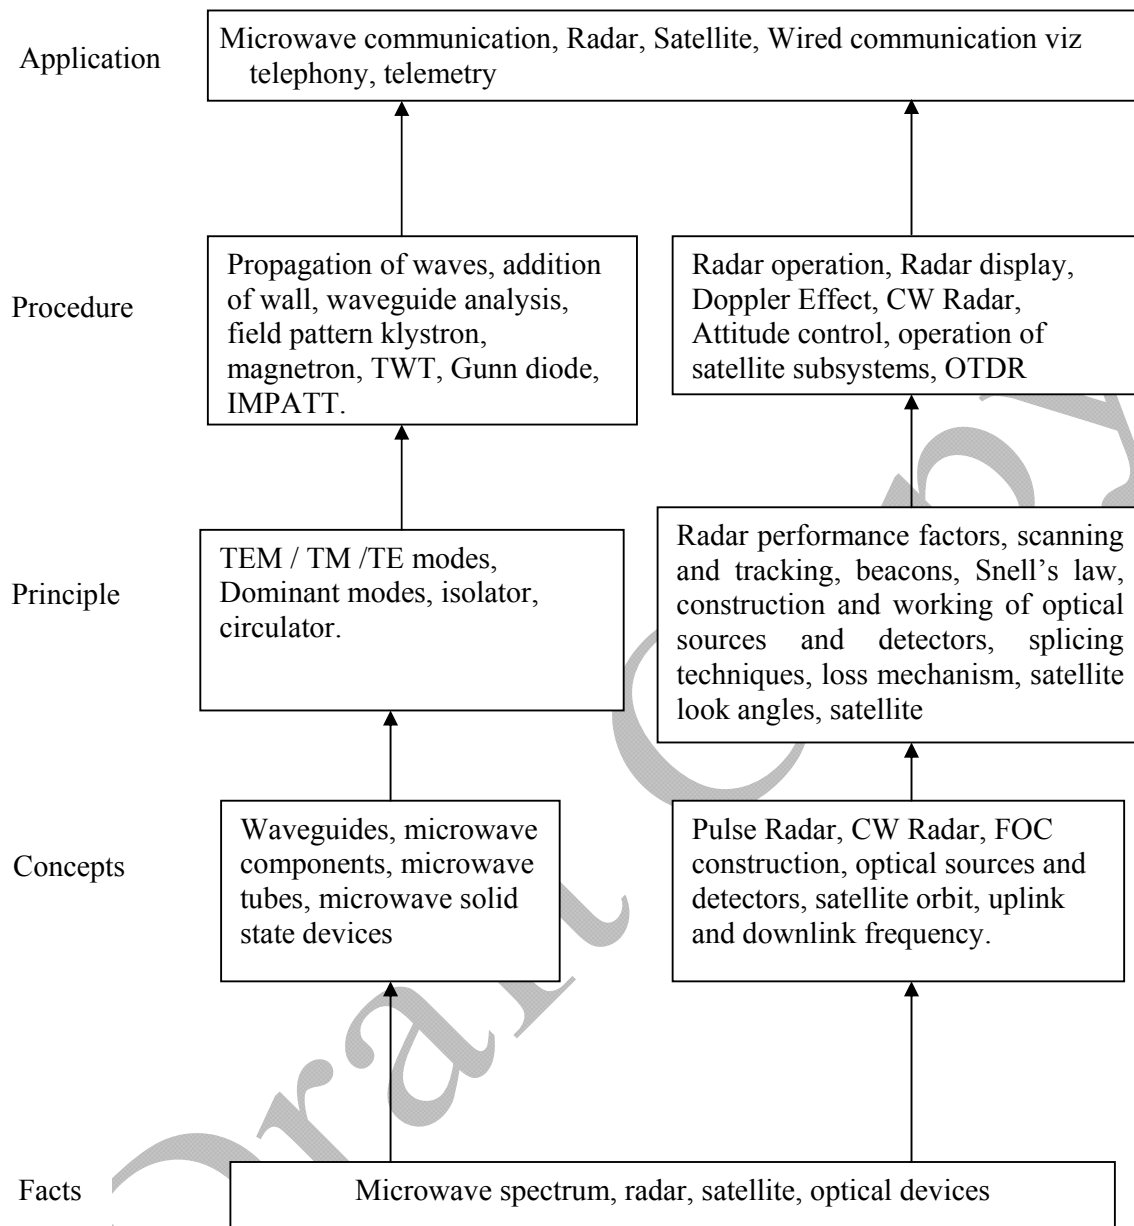 Application
Microwave communication, Radar, Satellite, Wired communication viz
telephony, telemetry
Procedure
Propagation of waves, addition
of wall, waveguide analysis,
field pattern klystron,
magnetron, TWT, Gunn diode,
IMPATT.
Radar operation, Radar display,
Doppler Effect, CW Radar,
Attitude control, operation of
satellite subsystems, OTDR
Principle
TEM / TM /TE modes,
Dominant modes, isolator,
circulator.
Radar performance factors, scanning
and tracking, beacons, Snell’s law,
construction and working of optical
sources and detectors, splicing
techniques, loss mechanism, satellite
look angles, satellite
Concepts
Waveguides, microwave
components, microwave
tubes, microwave solid
state devices
Pulse Radar, CW Radar, FOC
construction, optical sources and
detectors, satellite orbit, uplink
and downlink frequency.
Facts
Microwave spectrum, radar, satellite, optical devices
Draft Copy